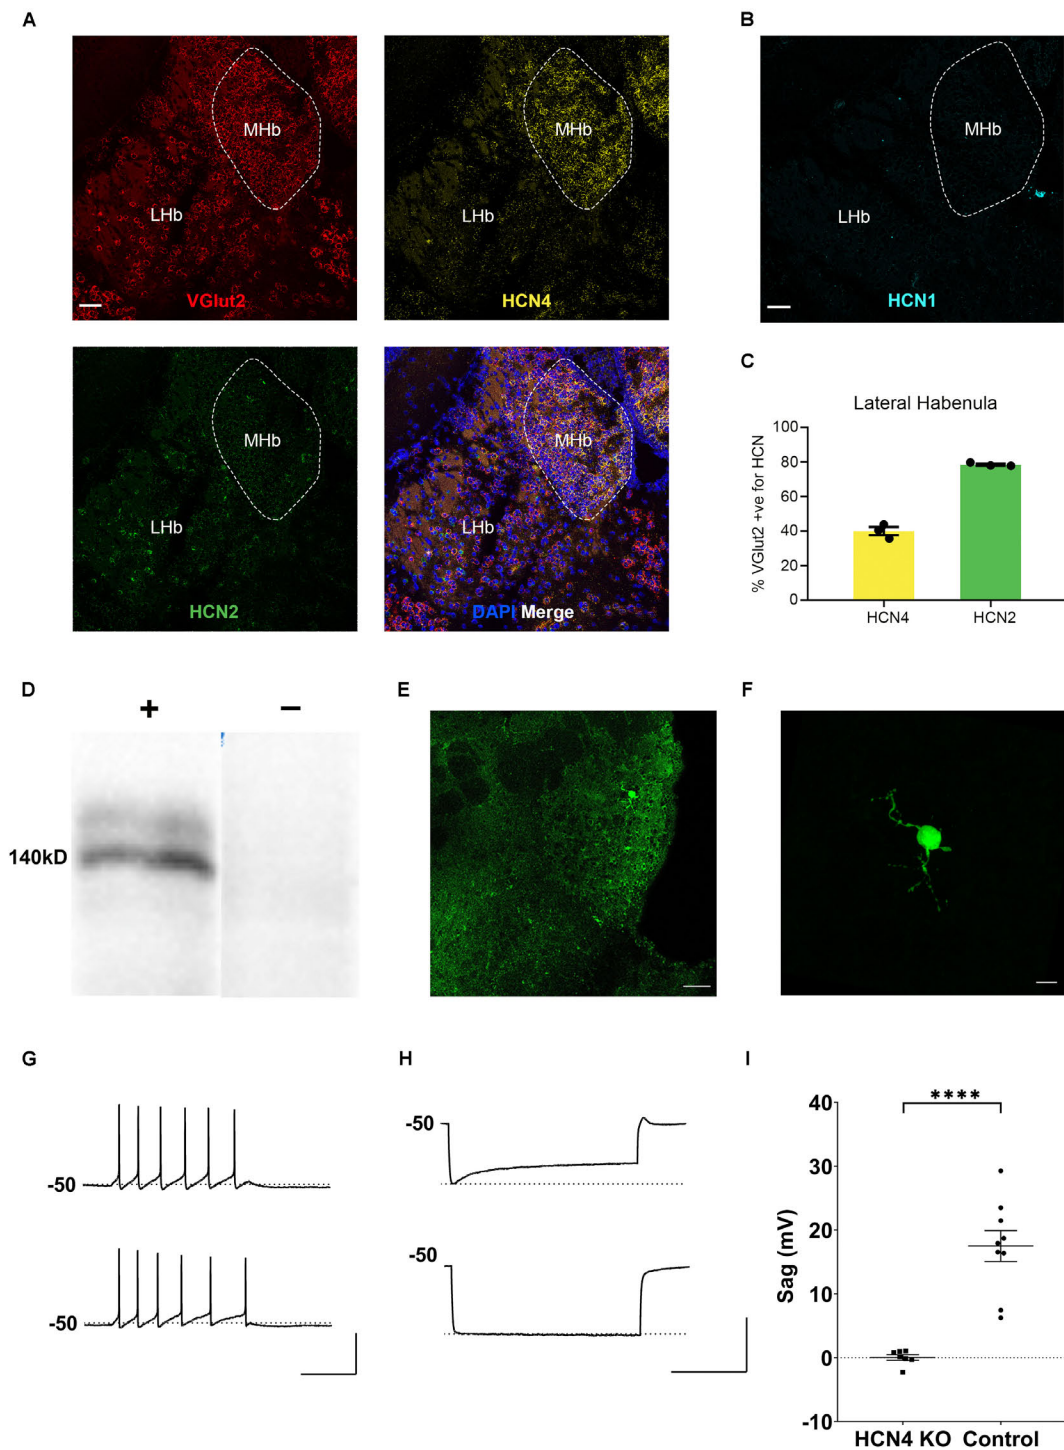 A
MHb
LHb
VGlut2
MHb
LHb
HCN4
B
MHb
LHb
HCN1
MHb
LHb
HCN2
MHb
LHb
DAPI Merge
C
Lateral Habenula
% VGlut2 +ve for HCN
100
80
60
40
20
0
HCN4 HCN2
D
+ −
140kD
E
F
G
-50
-50
H
-50
-50
I
****
Sag (mV)
40
30
20
10
0
-10
HCN4 KO Control